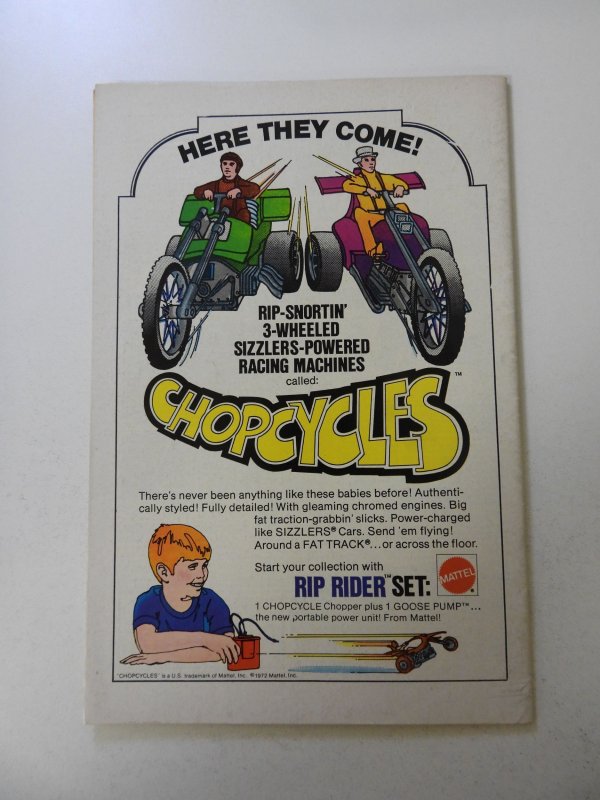 HERE THEY COME!
RIP-SNORTIN'
3-WHEELED
SIZZLERS-POWERED
RACING MACHINES
called:
CHOPCYCLES™
There's never been anything like these babies before! Authenti-
cally styled! Fully detailed! With gleaming chromed engines. Big
fat traction-grabbin' slicks. Power-charged
like SIZZLERS® Cars. Send 'em flying!
Around a FAT TRACK®...or across the floor.
Start your collection with
RIP RIDER™ SET:
MATTEL®
1 CHOPCYCLE Chopper plus 1 GOOSE PUMP™...
the new portable power unit! From Mattel!
"CHOPCYCLES" is a U.S. trademark of Mattel, Inc. ©1972 Mattel, Inc.